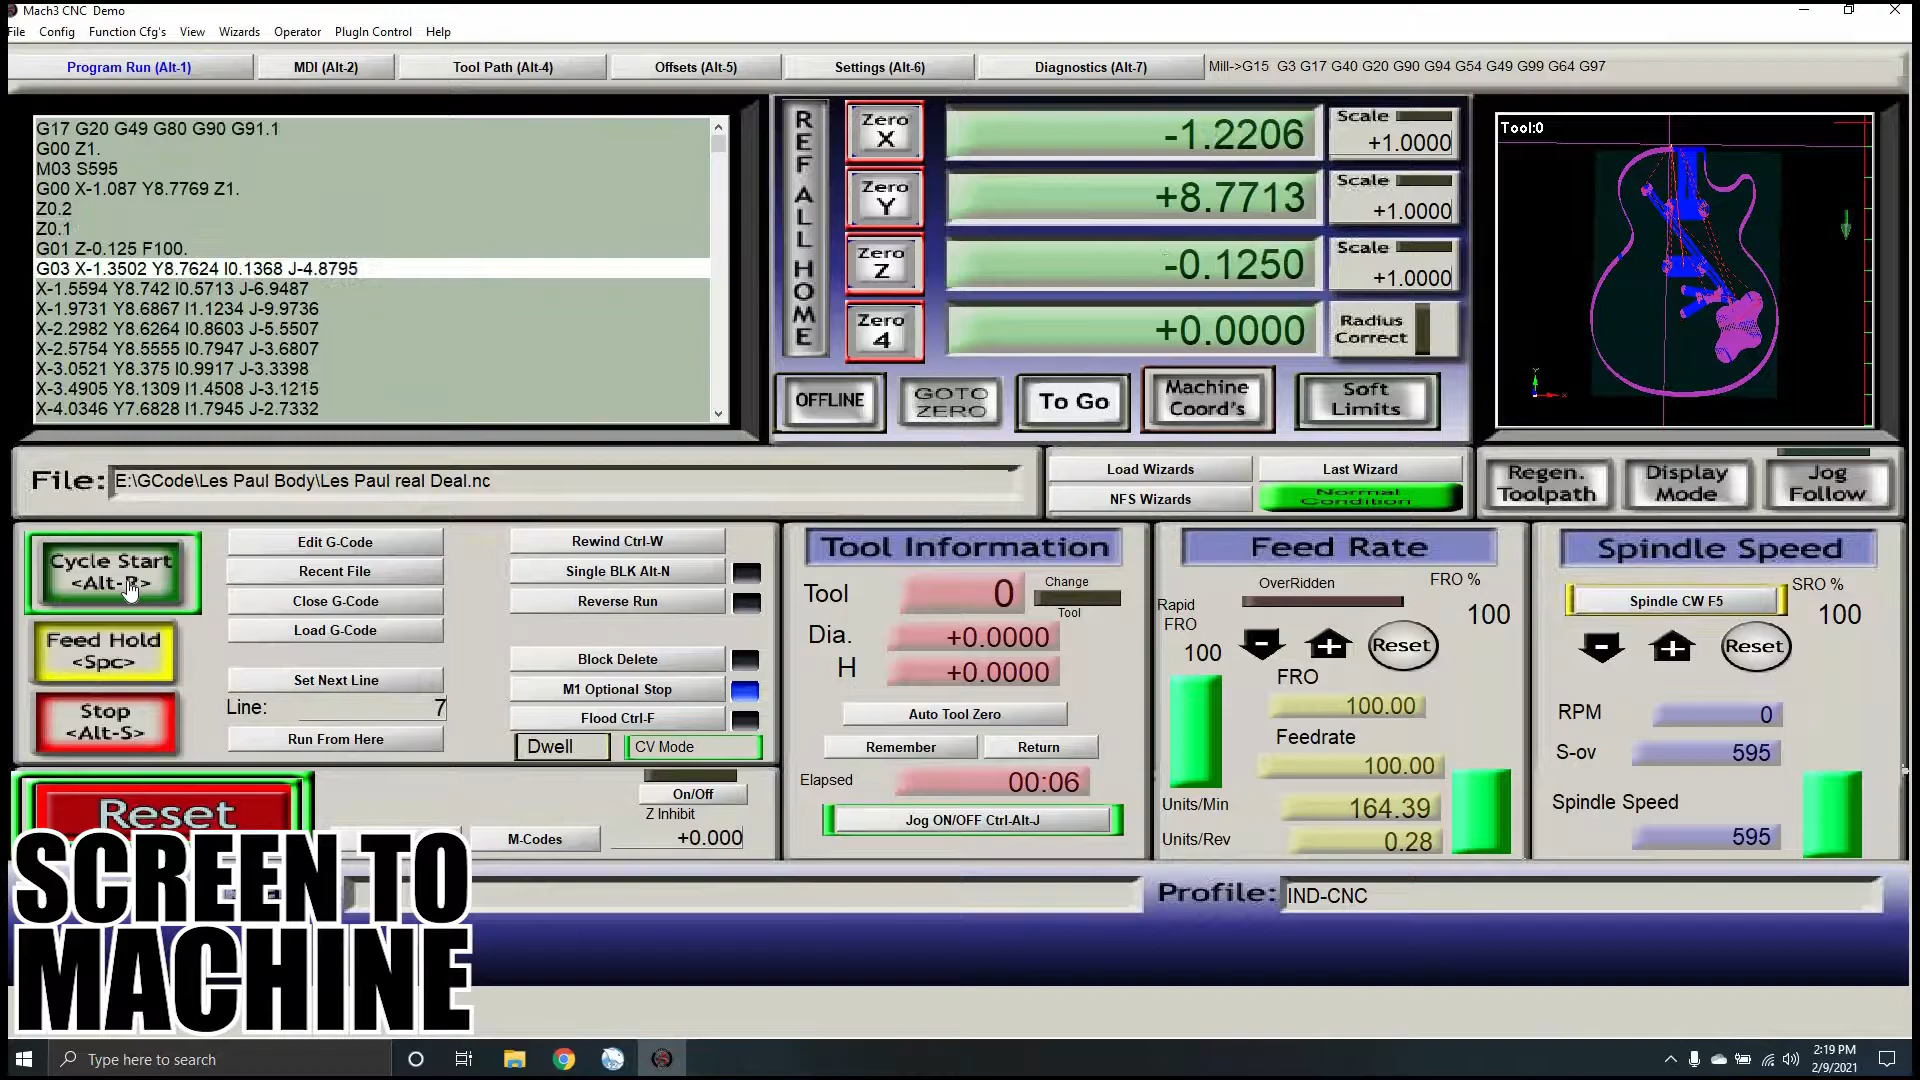 Mach3 CNC Demo
File Config Function Cfg's View Wizards Operator PlugIn Control Help
Program Run (Alt-1) MDI (Alt-2) Tool Path (Alt-4) Offsets (Alt-5) Settings (Alt-6) Diagnostics (Alt-7) Mill->G15 G3 G17 G40 G20 G90 G94 G54 G49 G99 G64 G97
G17 G20 G49 G80 G90 G91.1
G00 Z1.
M03 S595
G00 X-1.087 Y8.7769 Z1.
Z0.2
Z0.1
G01 Z-0.125 F100.
G03 X-1.3502 Y8.7624 I0.1368 J-4.8795
X-1.5594 Y8.742 I0.5713 J-6.9487
X-1.9731 Y8.6867 I1.1234 J-9.9736
X-2.2982 Y8.6264 I0.8603 J-5.5507
X-2.5754 Y8.5555 I0.7947 J-3.6807
X-3.0521 Y8.375 I0.9917 J-3.3398
X-3.4905 Y8.1309 I1.4508 J-3.1215
X-4.0346 Y7.6828 I1.7945 J-2.7332
REF ALL HOME
Zero X -1.2206 Scale +1.0000
Zero Y +8.7713 Scale +1.0000
Zero Z -0.1250 Scale +1.0000
Zero 4 +0.0000 Radius Correct
OFFLINE GOTO ZERO To Go Machine Coord's Soft Limits
Tool:0
File: E:\GCode\Les Paul Body\Les Paul real Deal.nc
Load Wizards Last Wizard
NFS Wizards Normal Condition
Regen. Toolpath Display Mode Jog Follow
Cycle Start <Alt-R>
Feed Hold <Spc>
Stop <Alt-S>
Edit G-Code
Recent File
Close G-Code
Load G-Code
Set Next Line
Line: 7
Run From Here
Rewind Ctrl-W
Single BLK Alt-N
Reverse Run
Block Delete
M1 Optional Stop
Flood Ctrl-F
Dwell CV Mode
Reset
M-Codes
On/Off
Z Inhibit
+0.000
Tool Information
Tool 0 Change Tool
Dia. +0.0000
H +0.0000
Auto Tool Zero
Remember Return
Elapsed 00:06
Jog ON/OFF Ctrl-Alt-J
Feed Rate
OverRidden FRO % 100
Rapid FRO 100
Reset
FRO
100.00
Feedrate
100.00
Units/Min 164.39
Units/Rev 0.28
Spindle Speed
Spindle CW F5 SRO % 100
Reset
RPM 0
S-ov 595
Spindle Speed
595
Profile: IND-CNC
SCREEN TO
MACHINE
Type here to search
2:19 PM
2/9/2021